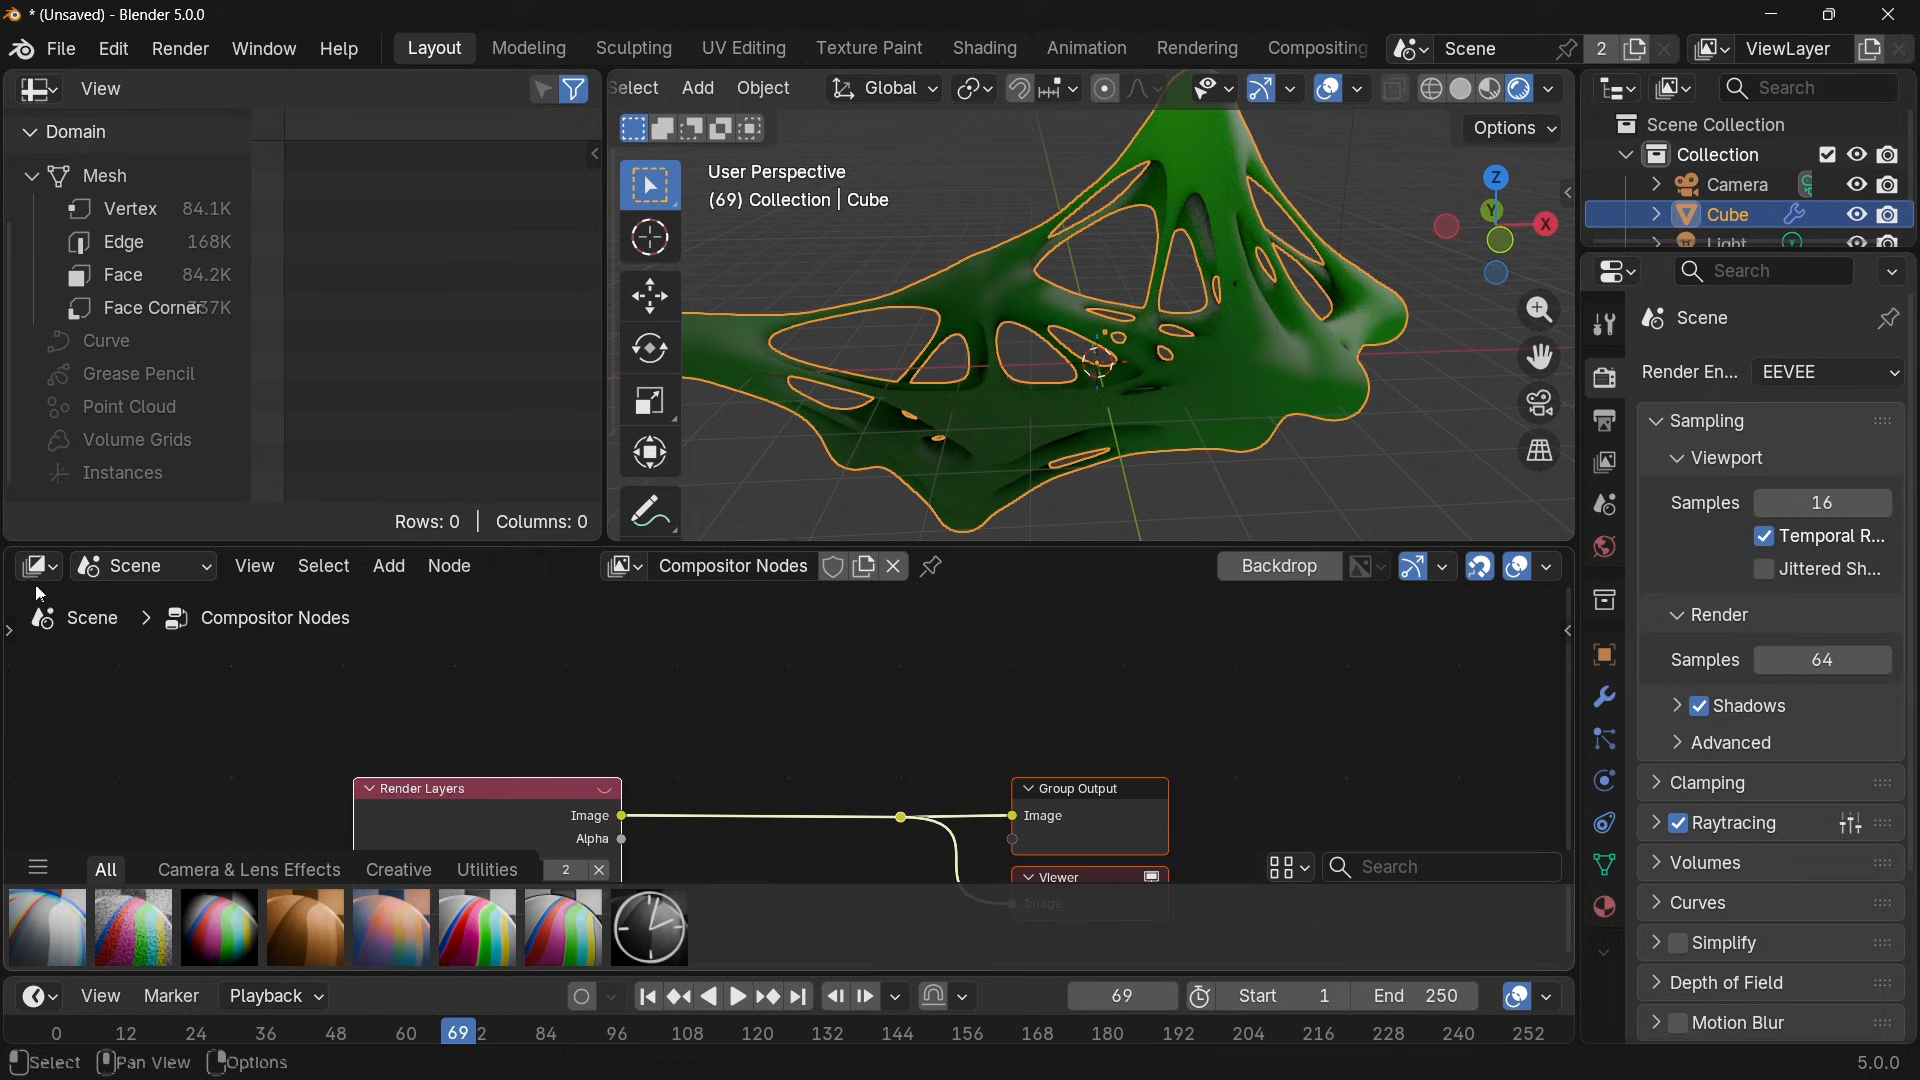 * (Unsaved) - Blender 5.0.0
File Edit Render Window Help Layout Modeling Sculpting UV Editing Texture Paint Shading Animation Rendering Compositing Scene 2 ViewLayer
View
Domain
Mesh
Vertex 84.1K
Edge 168K
Face 84.2K
Face Corner 337K
Curve
Grease Pencil
Point Cloud
Volume Grids
Instances
Rows: 0 Columns: 0
Select Add Object Global
Options
User Perspective
(69) Collection | Cube
Z
Y
X
Search
Scene Collection
Collection
Camera
Cube
Light
Search
Scene
Render En... EEVEE
Sampling
Viewport
Samples 16
Temporal R...
Jittered Sh...
Render
Samples 64
Shadows
Advanced
Clamping
Raytracing
Volumes
Curves
Simplify
Depth of Field
Motion Blur
Scene View Select Add Node Compositor Nodes Backdrop
Scene > Compositor Nodes
Render Layers
Image
Alpha
Group Output
Image
Viewer
Image
All Camera & Lens Effects Creative Utilities 2 Search
View Marker Playback 69 Start 1 End 250
0 12 24 36 48 60 69 2 84 96 108 120 132 144 156 168 180 192 204 216 228 240 252
Select Pan View Options 5.0.0